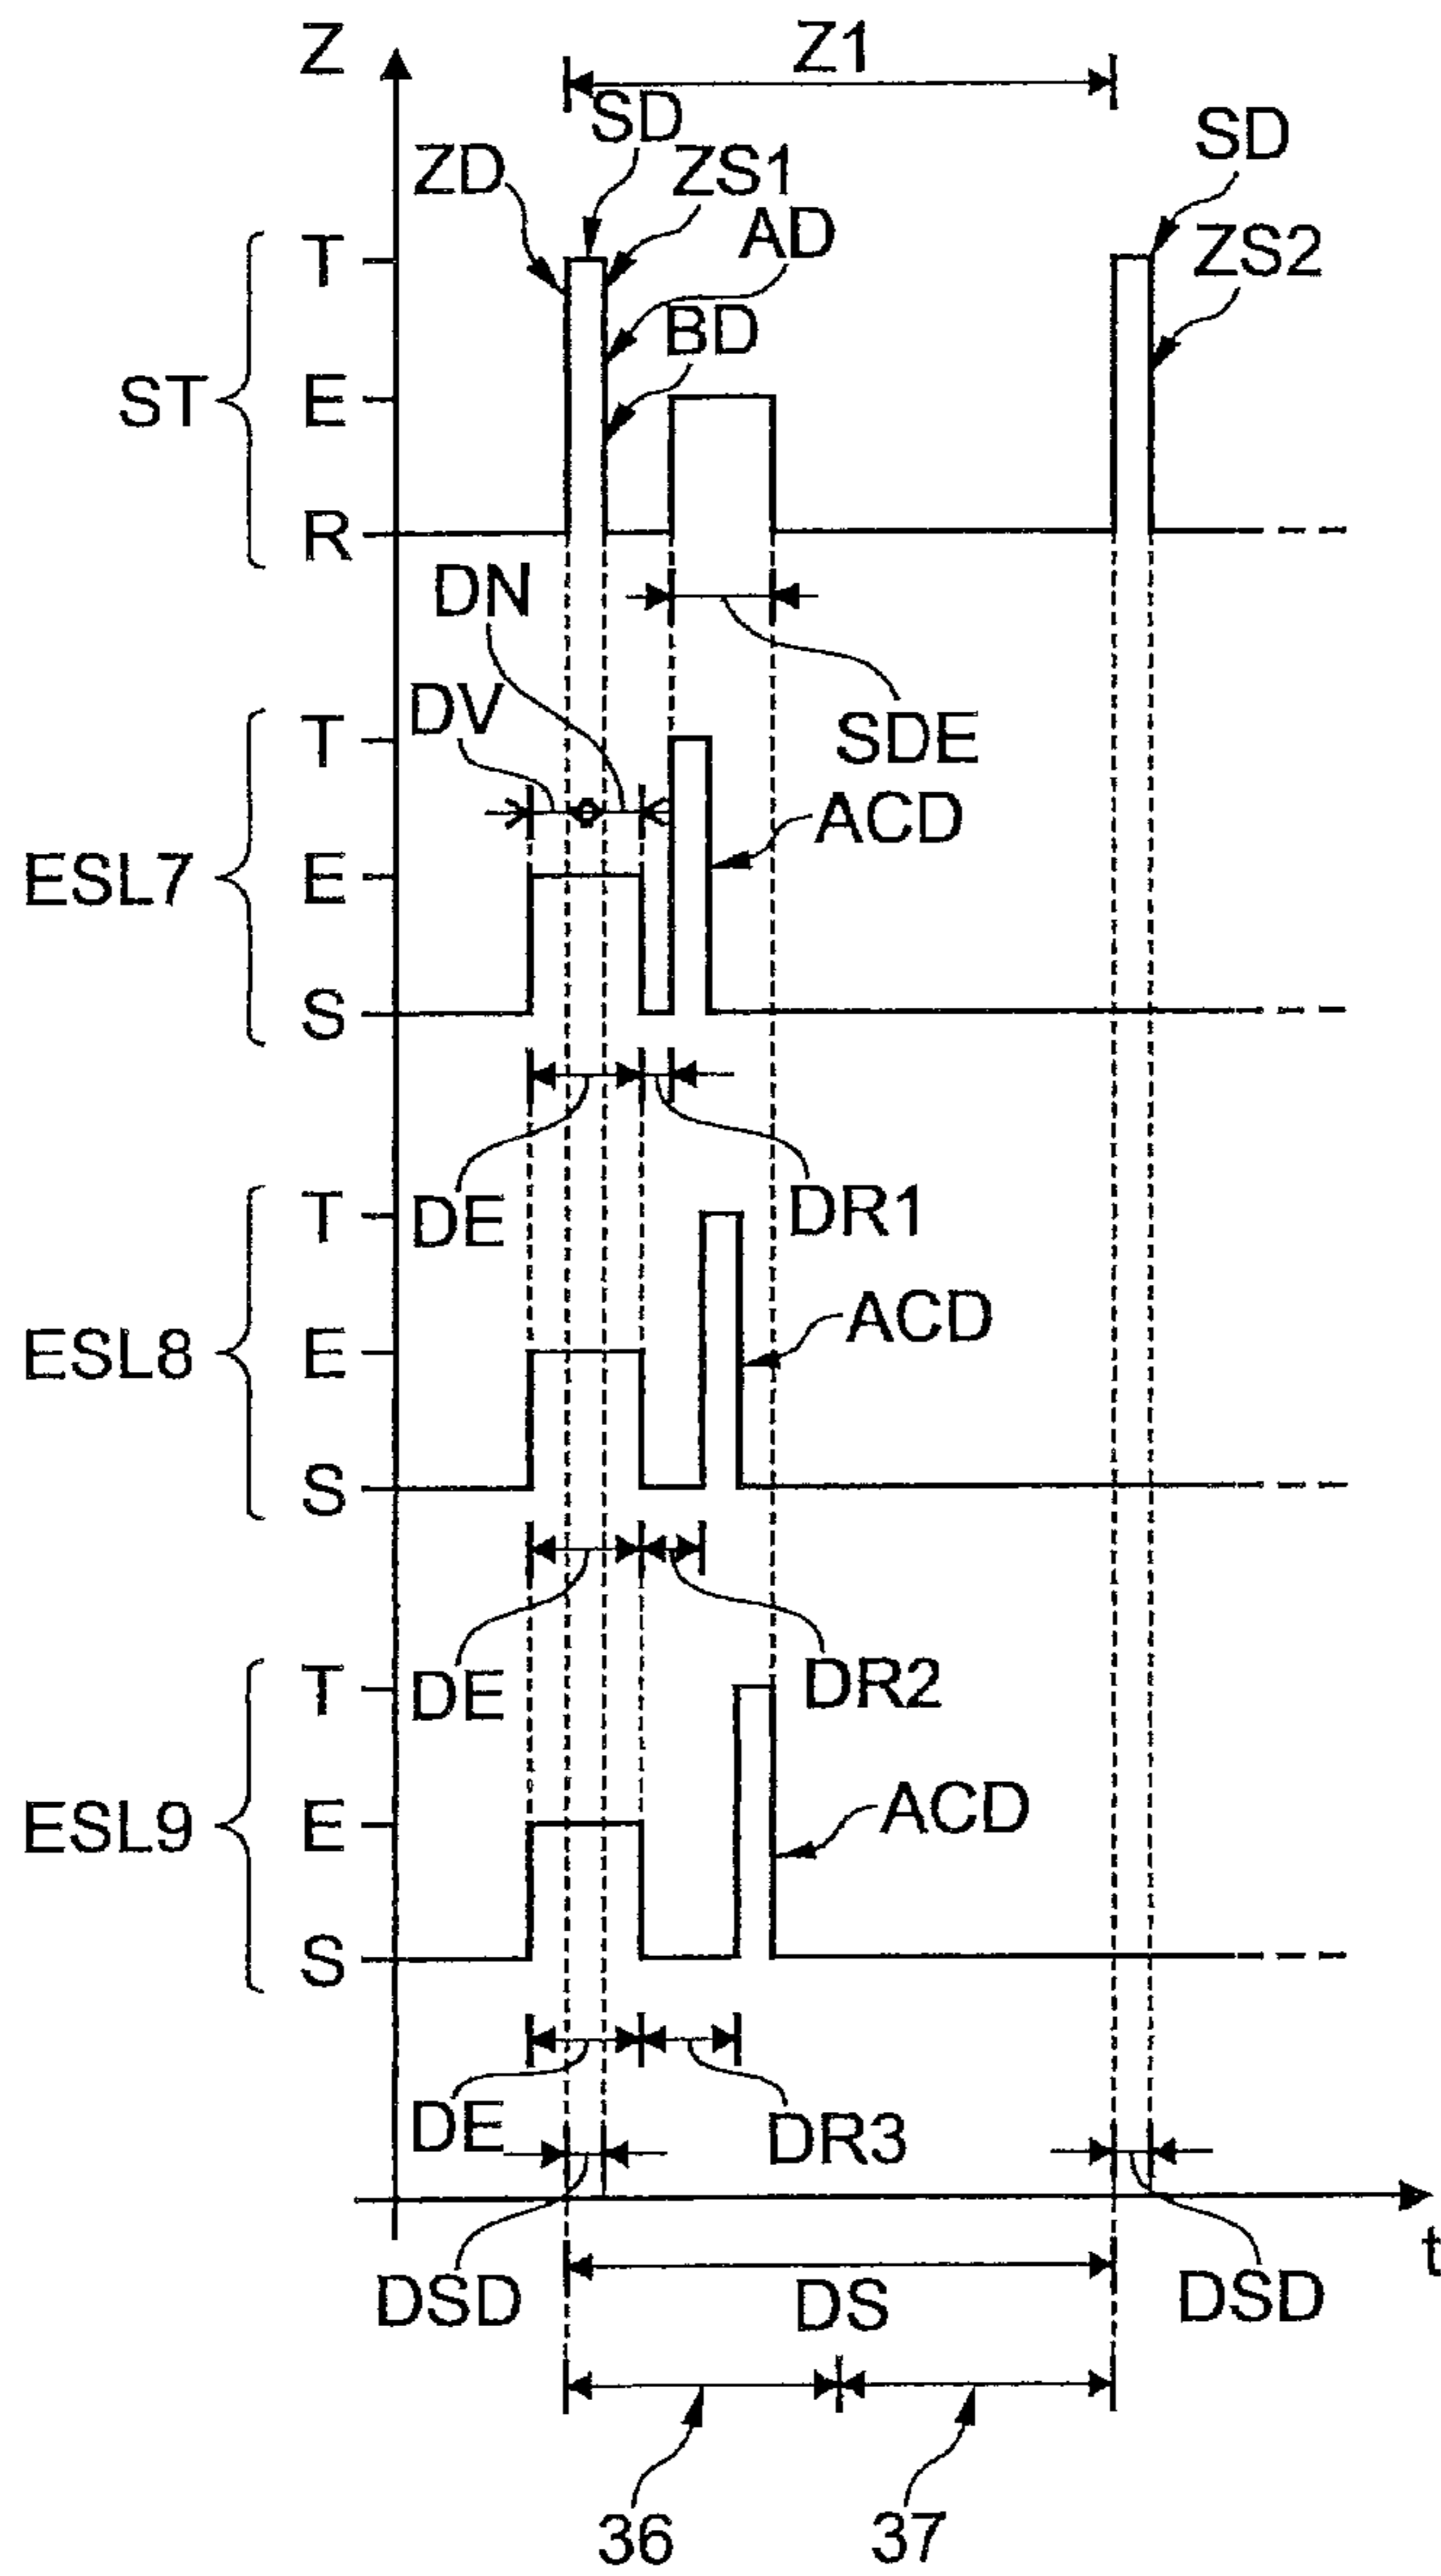 Z
Z1
SD
SD
ZD
ZS1
AD
ZS2
T
BD
ST
E
R
DN
DV
SDE
T
ACD
ESL7
E
S
DE
DR1
T
ACD
ESL8
E
S
DE
DR2
T
ACD
ESL9
E
S
DE
DR3
t
DSD
DS
DSD
36
37